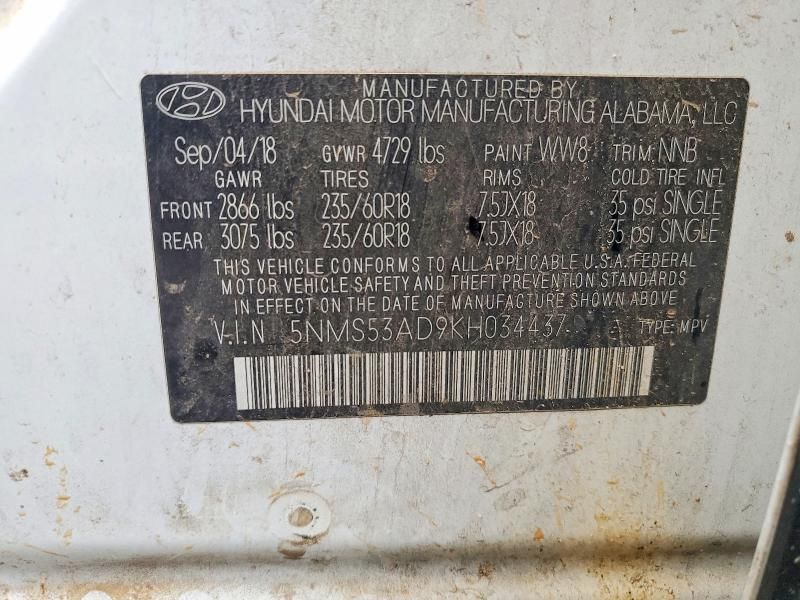 MANUFACTURED BY
HYUNDAI MOTOR MANUFACTURING ALABAMA, LLC
Sep/04/18 GVWR 4729 lbs PAINT WW8 TRIM: NNB
GAWR TIRES RIMS COLD TIRE INFL
FRONT 2866 lbs 235/60R18 7.5JX18 35 psi SINGLE
REAR 3075 lbs 235/60R18 7.5JX18 35 psi SINGLE
THIS VEHICLE CONFORMS TO ALL APPLICABLE U.S.A. FEDERAL
MOTOR VEHICLE SAFETY AND THEFT PREVENTION STANDARDS
IN EFFECT ON THE DATE OF MANUFACTURE SHOWN ABOVE.
V.I.N 5NMS53AD9KH034437 TYPE: MPV